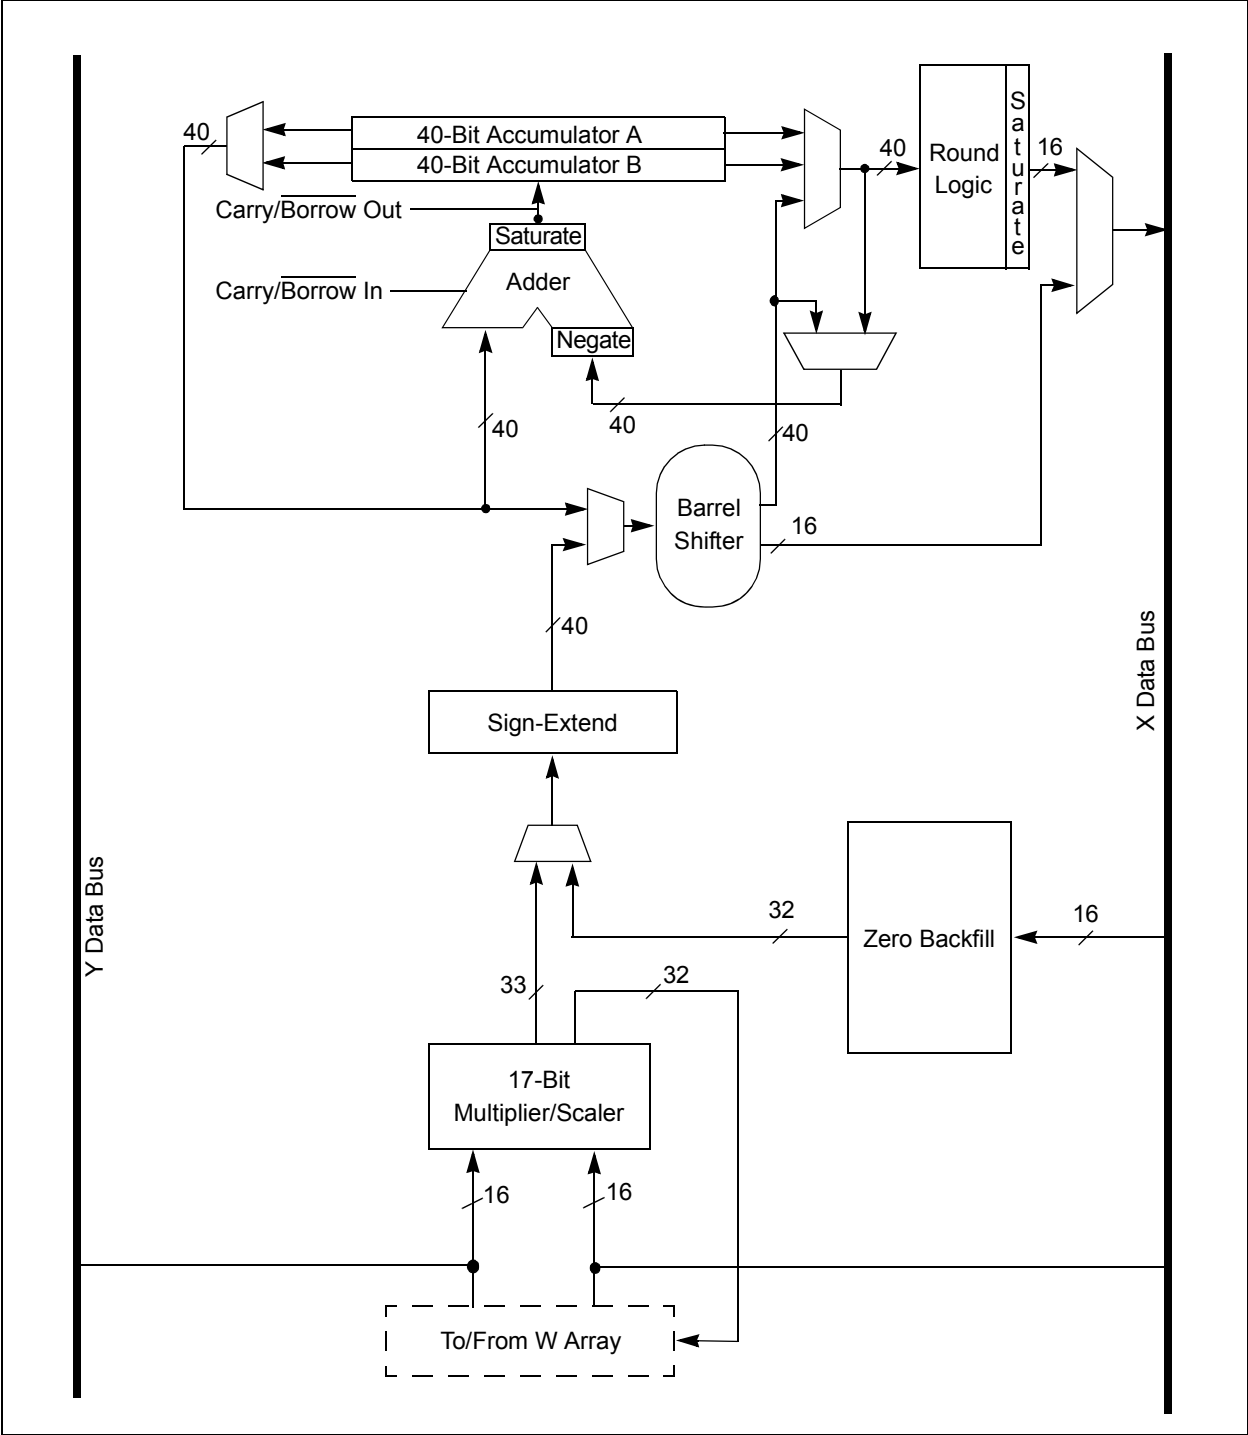 40
40-Bit Accumulator A
40-Bit Accumulator B
Carry/Borrow Out
Saturate
Carry/Borrow In
Adder
Negate
40
Round
Logic
Saturate
16
40
40
40
Barrel
Shifter
16
40
Sign-Extend
X Data Bus
Y Data Bus
32
Zero Backfill
16
33
32
17-Bit
Multiplier/Scaler
16
16
To/From W Array